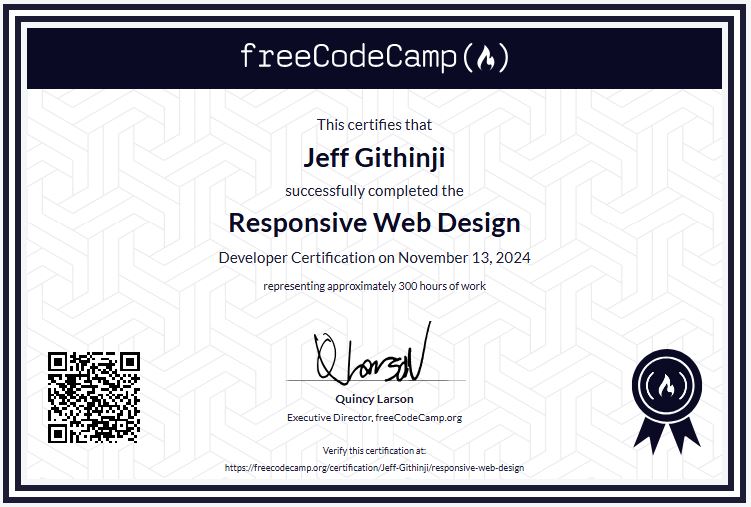 freeCodeCamp
This certifies that
Jeff Githinji
successfully completed the
Responsive Web Design
Developer Certification on November 13, 2024
representing approximately 300 hours of work
Q Larson
Quincy Larson
Executive Director, freeCodeCamp.org
Verify this certification at:
https://freecodecamp.org/certification/Jeff-Githinji/responsive-web-design